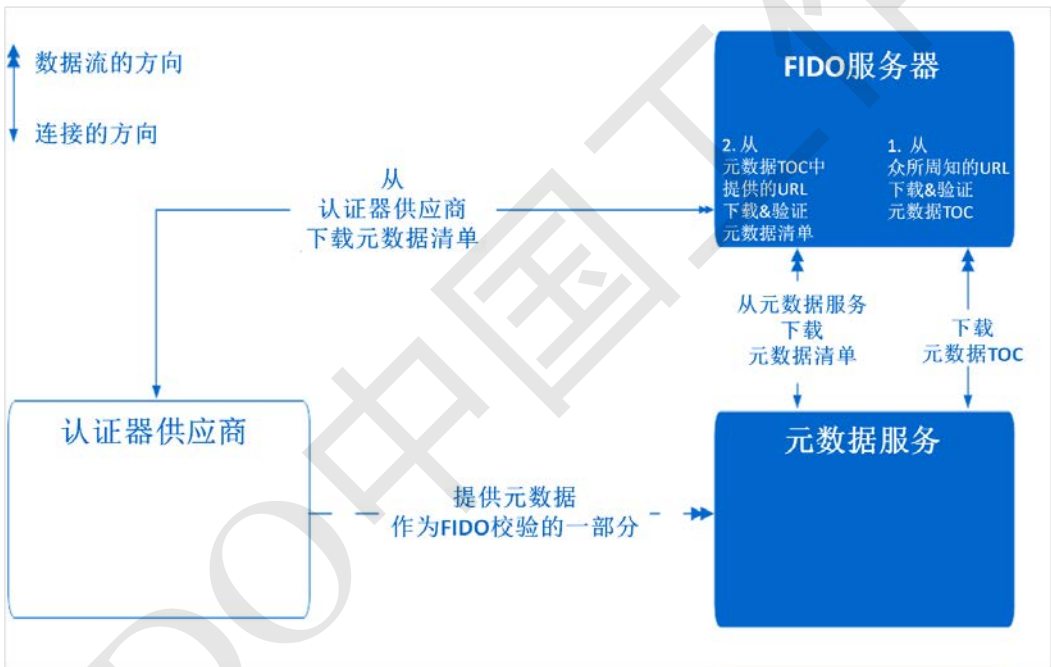 数据流的方向
连接的方向
FIDO服务器
2. 从
元数据TOC中
提供的URL
下载&验证
元数据清单
1. 从
众所周知的URL
下载&验证
元数据TOC
从
认证器供应商
下载元数据清单
从元数据服务
下载
元数据清单
下载
元数据TOC
认证器供应商
元数据服务
提供元数据
作为FIDO校验的一部分
DO中国工作